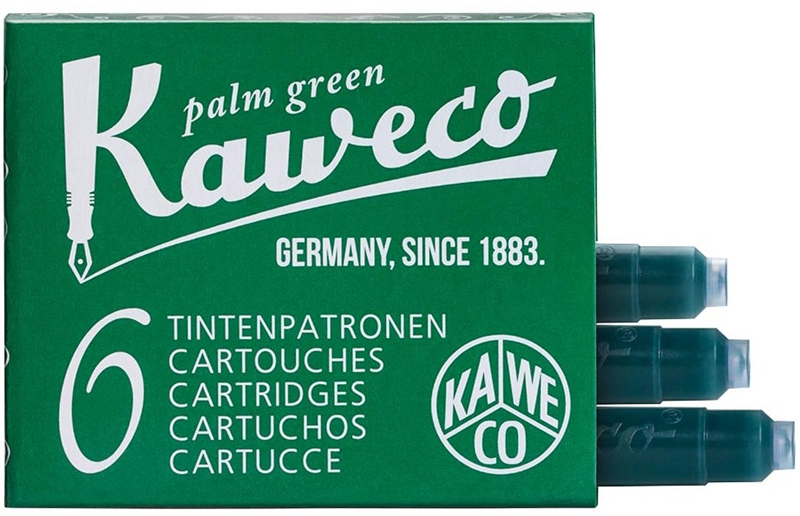 palm green
Kaweco
GERMANY, SINCE 1883.
6
TINTENPATRONEN
CARTOUCHES
CARTRIDGES
CARTUCHOS
CARTUCCE
KA WE
CO